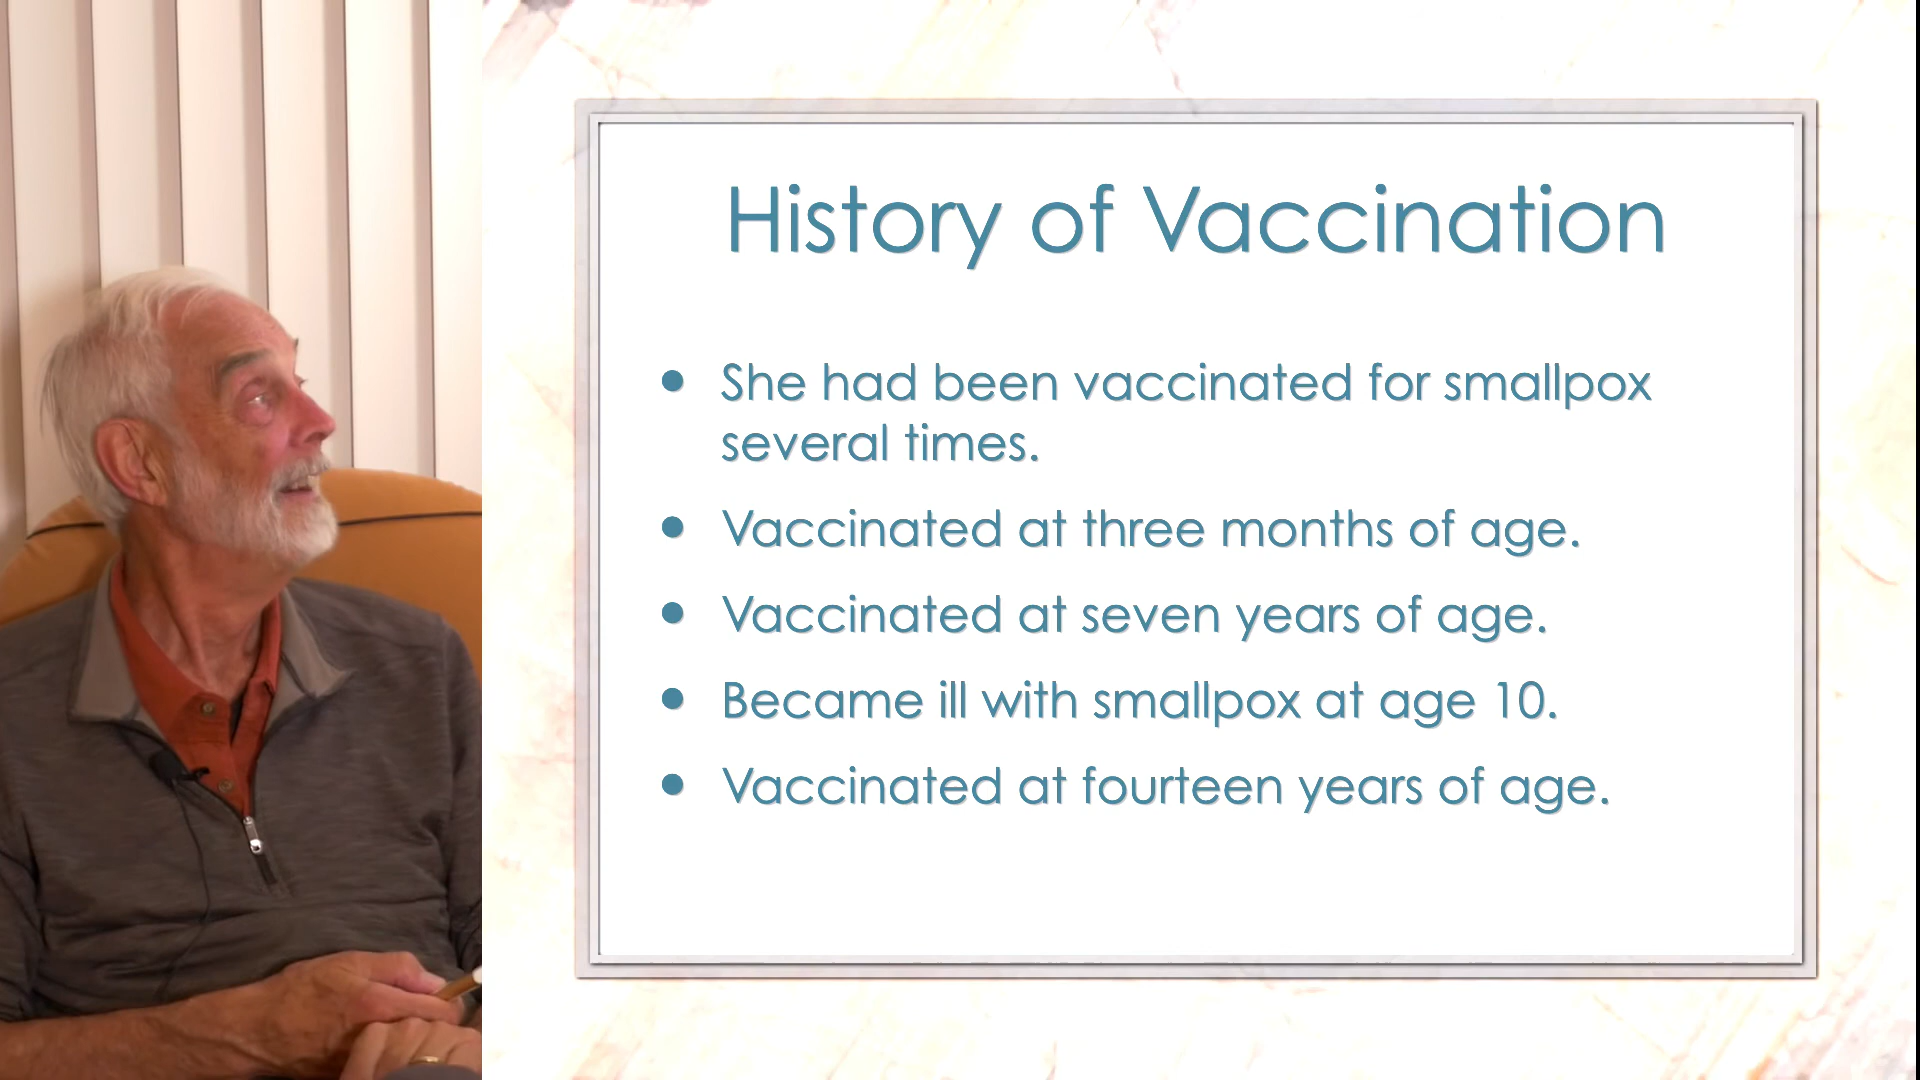 History of Vaccination
• She had been vaccinated for smallpox
several times.
• Vaccinated at three months of age.
• Vaccinated at seven years of age.
• Became ill with smallpox at age 10.
• Vaccinated at fourteen years of age.